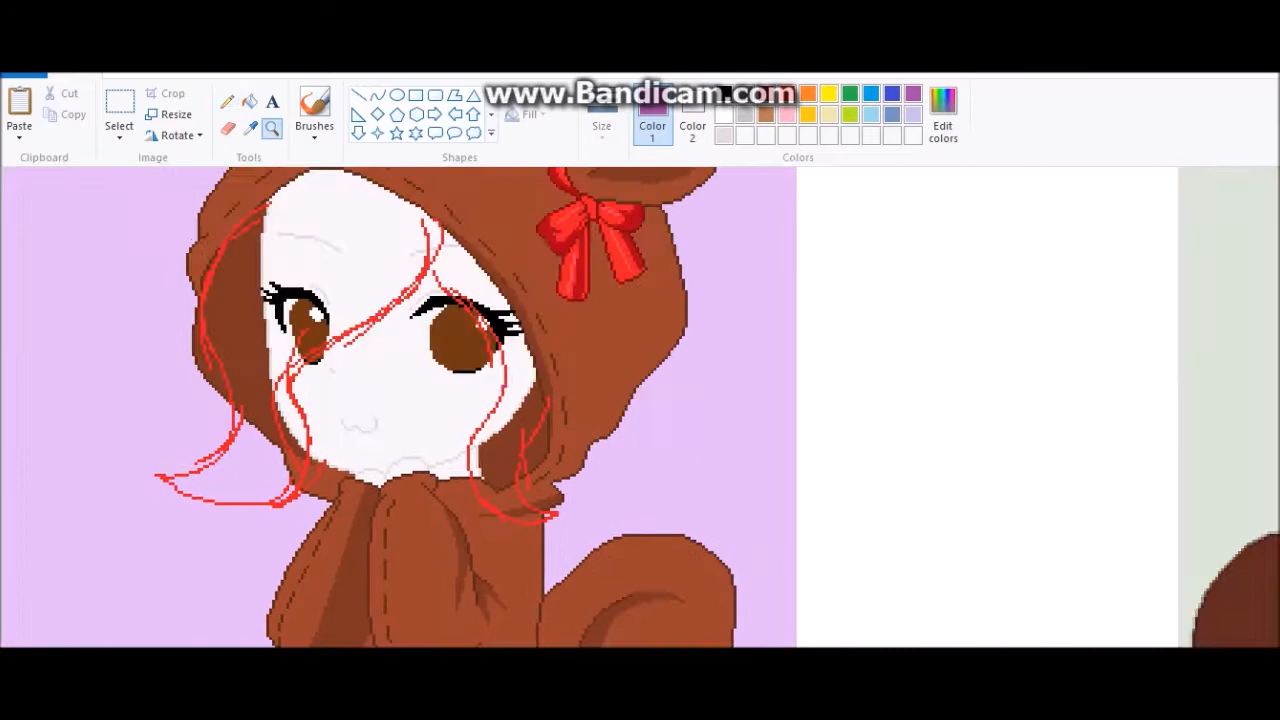 www.Bandicam.com
Cut
Copy
Paste
Clipboard
Crop
Resize
Rotate
Select
Image
A
Tools
Brushes
Fill
Shapes
Size
Color
1
Color
2
Edit
colors
Colors